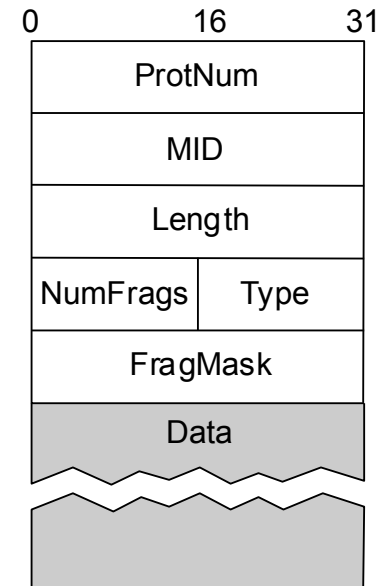 0 16 31
ProtNum
MID
Length
NumFrags Type
FragMask
Data